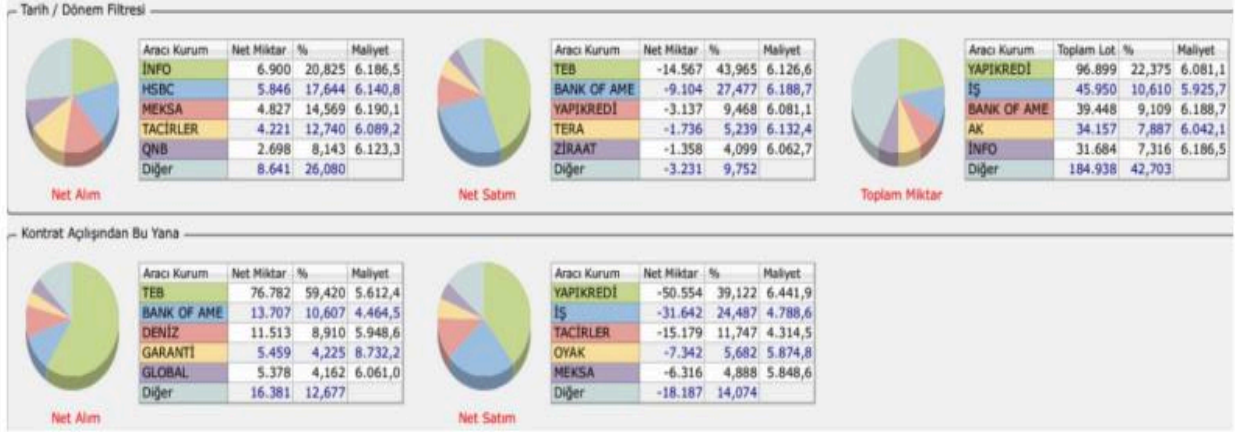 Tarih / Dönem Filtresi
Aracı Kurum Net Miktar % Maliyet
İNFO 6.900 20,825 6.186,5
HSBC 5.846 17,644 6.140,8
MEKSA 4.827 14,569 6.190,1
TACİRLER 4.221 12,740 6.089,2
QNB 2.698 8,143 6.123,3
Diğer 8.641 26,080
Net Alım
Aracı Kurum Net Miktar % Maliyet
TEB -14.567 43,965 6.126,6
BANK OF AME -9.104 27,477 6.188,7
YAPIKREDİ -3.137 9,468 6.081,1
TERA -1.736 5,239 6.132,4
ZİRAAT -1.358 4,099 6.062,7
Diğer -3.231 9,752
Net Satım
Aracı Kurum Toplam Lot % Maliyet
YAPIKREDİ 96.899 22,375 6.081,1
İŞ 45.950 10,610 5.925,7
BANK OF AME 39.448 9,109 6.188,7
AK 34.157 7,887 6.042,1
İNFO 31.684 7,316 6.186,5
Diğer 184.938 42,703
Toplam Miktar
Kontrat Açılışından Bu Yana
Aracı Kurum Net Miktar % Maliyet
TEB 76.782 59,420 5.612,4
BANK OF AME 13.707 10,607 4.464,5
DENİZ 11.513 8,910 5.948,6
GARANTİ 5.459 4,225 8.732,2
GLOBAL 5.378 4,162 6.061,0
Diğer 16.381 12,677
Net Alım
Aracı Kurum Net Miktar % Maliyet
YAPIKREDİ -50.554 39,122 6.441,9
İŞ -31.642 24,487 4.788,6
TACİRLER -15.179 11,747 4.314,5
OYAK -7.342 5,682 5.874,8
MEKSA -6.316 4,888 5.848,6
Diğer -18.187 14,074
Net Satım